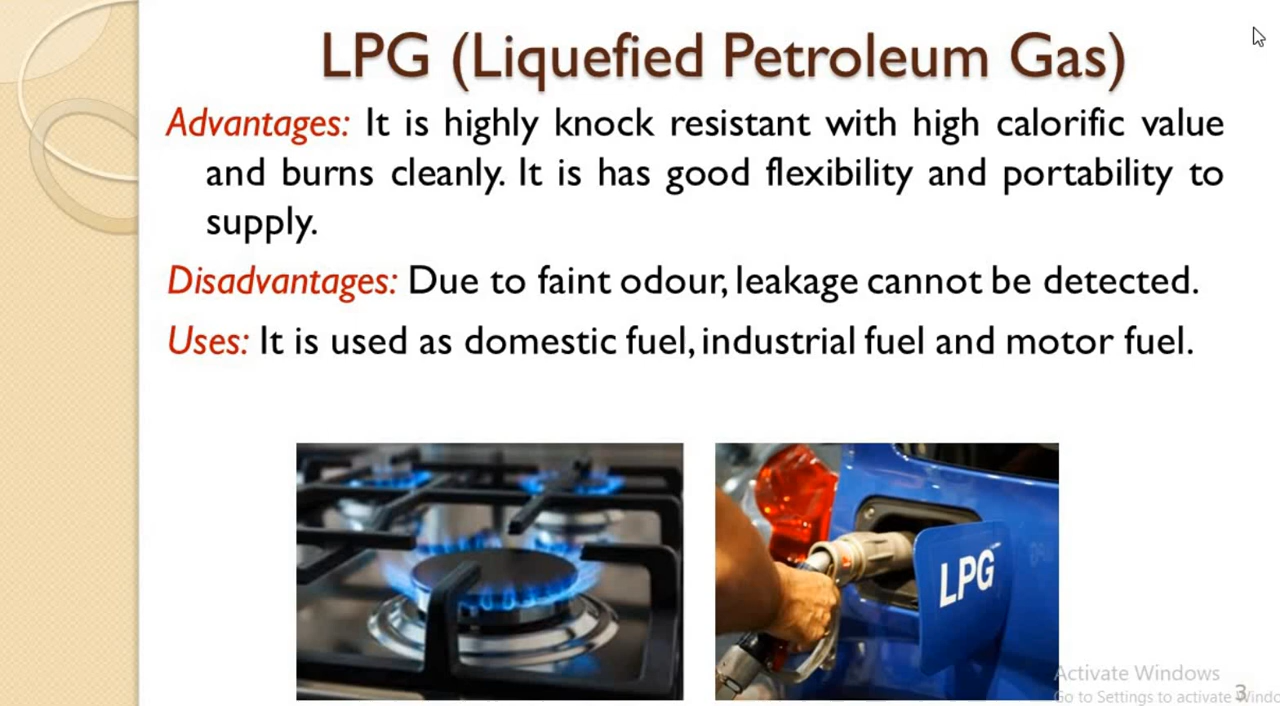 LPG (Liquefied Petroleum Gas)
Advantages: It is highly knock resistant with high calorific value
and burns cleanly. It is has good flexibility and portability to
supply.
Disadvantages: Due to faint odour, leakage cannot be detected.
Uses: It is used as domestic fuel, industrial fuel and motor fuel.
LPG
Activate Windows
Go to Settings to activate Windo
3